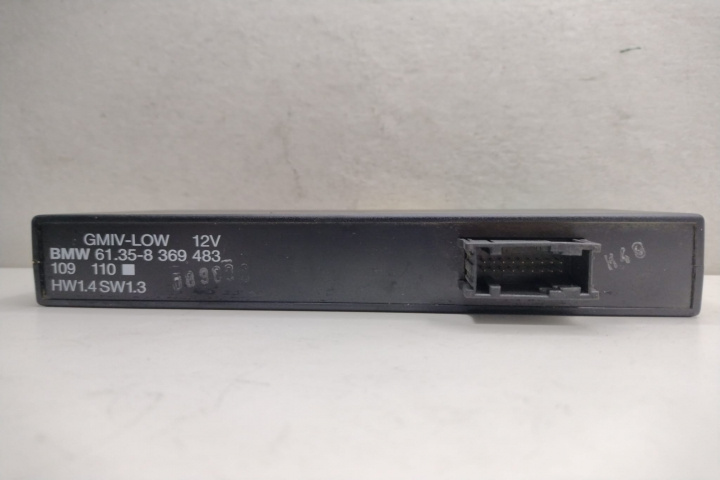 GMIV-LOW 12V
BMW 61.35-8 369 483
109 110
HW1.4 SW1.3